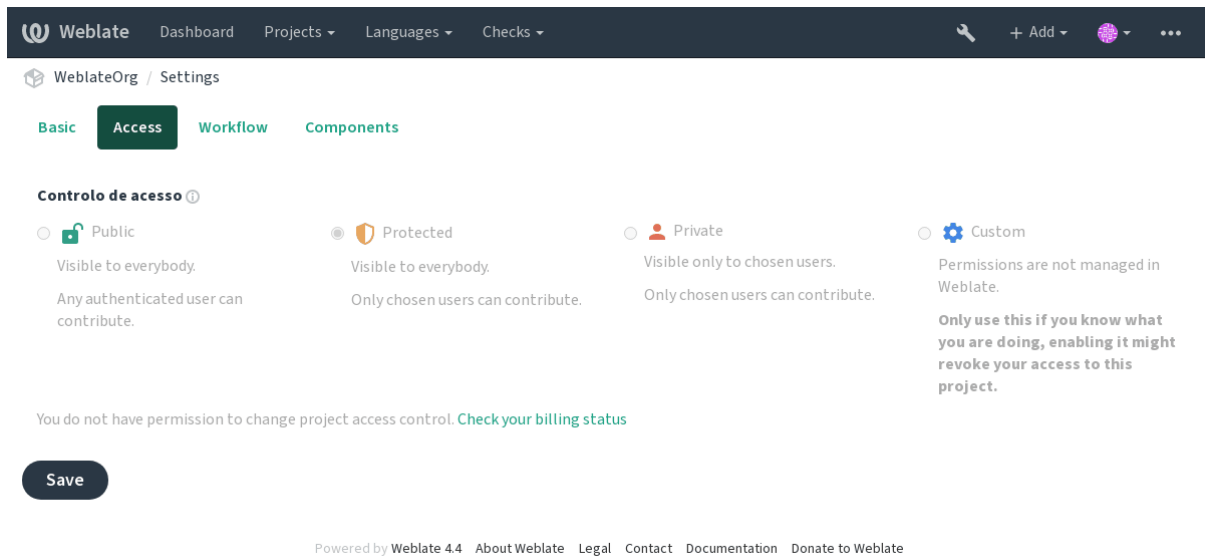 Weblate Dashboard Projects Languages Checks Add
WeblateOrg / Settings
Basic Access Workflow Components
Controlo de acesso
Public
Visible to everybody.
Any authenticated user can
contribute.
Protected
Visible to everybody.
Only chosen users can contribute.
Private
Visible only to chosen users.
Only chosen users can contribute.
Custom
Permissions are not managed in
Weblate.
Only use this if you know what
you are doing, enabling it might
revoke your access to this
project.
You do not have permission to change project access control. Check your billing status
Save
Powered by Weblate 4.4 About Weblate Legal Contact Documentation Donate to Weblate